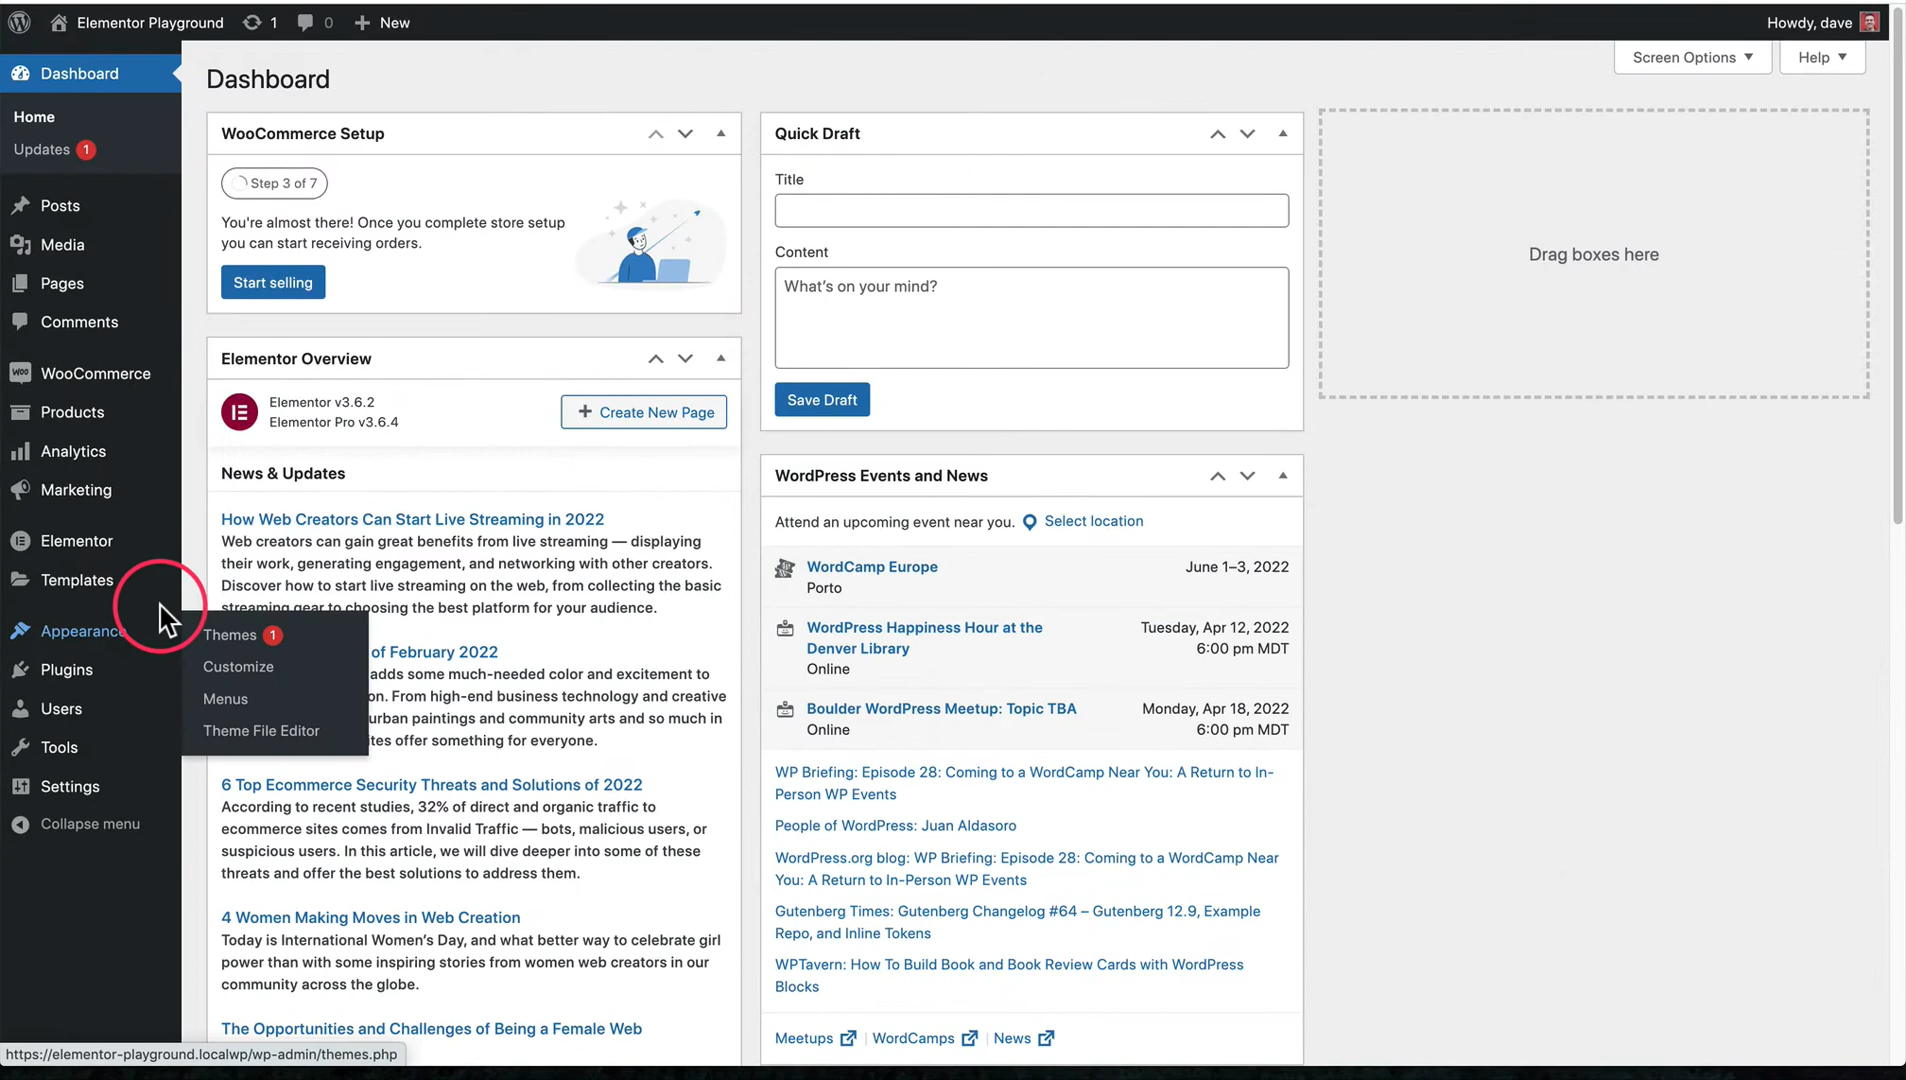 Elementor Playground 1 0 New
Howdy, dave
Dashboard
Home
Updates 1
Posts
Media
Pages
Comments
WOO WooCommerce
Products
Analytics
Marketing
Elementor
Templates
Appearance
Plugins
Users
Tools
Settings
Collapse menu
Themes 1
Customize
Menus
Theme File Editor
Dashboard
Screen Options
Help
WooCommerce Setup
Step 3 of 7
You're almost there! Once you complete store setup
you can start receiving orders.
Start selling
Elementor Overview
Elementor v3.6.2
Elementor Pro v3.6.4
Create New Page
News & Updates
How Web Creators Can Start Live Streaming in 2022
Web creators can gain great benefits from live streaming — displaying
their work, generating engagement, and networking with other creators.
Discover how to start live streaming on the web, from collecting the basic
streaming gear to choosing the best platform for your audience.
of February 2022
adds some much-needed color and excitement to
on. From high-end business technology and creative
urban paintings and community arts and so much in
ites offer something for everyone.
6 Top Ecommerce Security Threats and Solutions of 2022
According to recent studies, 32% of direct and organic traffic to
ecommerce sites comes from Invalid Traffic — bots, malicious users, or
suspicious users. In this article, we will dive deeper into some of these
threats and offer the best solutions to address them.
4 Women Making Moves in Web Creation
Today is International Women's Day, and what better way to celebrate girl
power than with some inspiring stories from women web creators in our
community across the globe.
The Opportunities and Challenges of Being a Female Web
Quick Draft
Title
Content
What's on your mind?
Save Draft
WordPress Events and News
Attend an upcoming event near you. Select location
WordCamp Europe
Porto
June 1–3, 2022
WordPress Happiness Hour at the
Denver Library
Online
Tuesday, Apr 12, 2022
6:00 pm MDT
Boulder WordPress Meetup: Topic TBA
Online
Monday, Apr 18, 2022
6:00 pm MDT
WP Briefing: Episode 28: Coming to a WordCamp Near You: A Return to In-
Person WP Events
People of WordPress: Juan Aldasoro
WordPress.org blog: WP Briefing: Episode 28: Coming to a WordCamp Near
You: A Return to In-Person WP Events
Gutenberg Times: Gutenberg Changelog #64 – Gutenberg 12.9, Example
Repo, and Inline Tokens
WPTavern: How To Build Book and Book Review Cards with WordPress
Blocks
Meetups | WordCamps | News
Drag boxes here
https://elementor-playground.localwp/wp-admin/themes.php